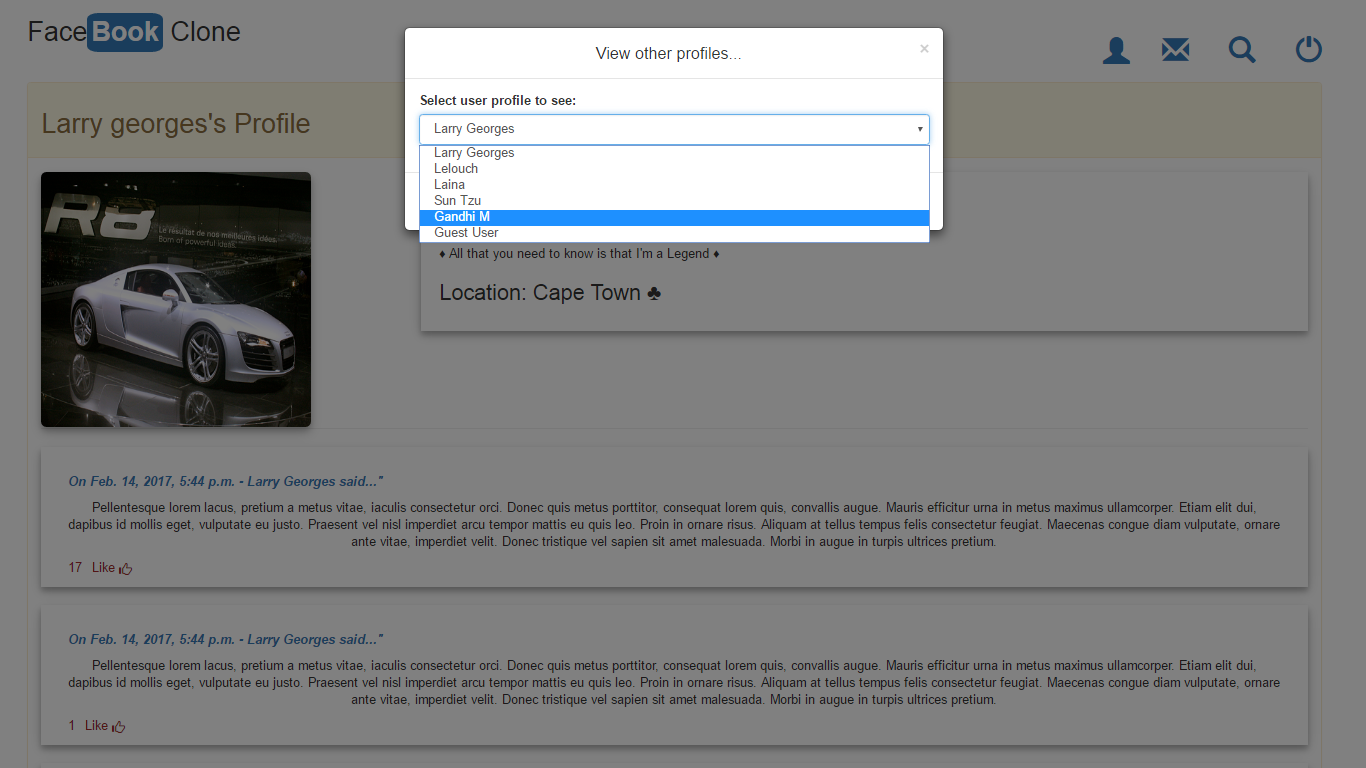 FaceBook Clone
View other profiles...
×
Select user profile to see:
Larry Georges
Larry Georges
Lelouch
Laina
Sun Tzu
Gandhi M
Guest User
Larry georges's Profile
R8
Le résultat de nos meilleures idées.
Born of powerful ideas.
♦ All that you need to know is that I'm a Legend ♦
Location: Cape Town ♣
On Feb. 14, 2017, 5:44 p.m. - Larry Georges said..."
Pellentesque lorem lacus, pretium a metus vitae, iaculis consectetur orci. Donec quis metus porttitor, consequat lorem quis, convallis augue. Mauris efficitur urna in metus maximus ullamcorper. Etiam elit dui,
dapibus id mollis eget, vulputate eu justo. Praesent vel nisl imperdiet arcu tempor mattis eu quis leo. Proin in ornare risus. Aliquam at tellus tempus felis consectetur feugiat. Maecenas congue diam vulputate, ornare
ante vitae, imperdiet velit. Donec tristique vel sapien sit amet malesuada. Morbi in augue in turpis ultrices pretium.
17 Like
On Feb. 14, 2017, 5:44 p.m. - Larry Georges said..."
Pellentesque lorem lacus, pretium a metus vitae, iaculis consectetur orci. Donec quis metus porttitor, consequat lorem quis, convallis augue. Mauris efficitur urna in metus maximus ullamcorper. Etiam elit dui,
dapibus id mollis eget, vulputate eu justo. Praesent vel nisl imperdiet arcu tempor mattis eu quis leo. Proin in ornare risus. Aliquam at tellus tempus felis consectetur feugiat. Maecenas congue diam vulputate, ornare
ante vitae, imperdiet velit. Donec tristique vel sapien sit amet malesuada. Morbi in augue in turpis ultrices pretium.
1 Like